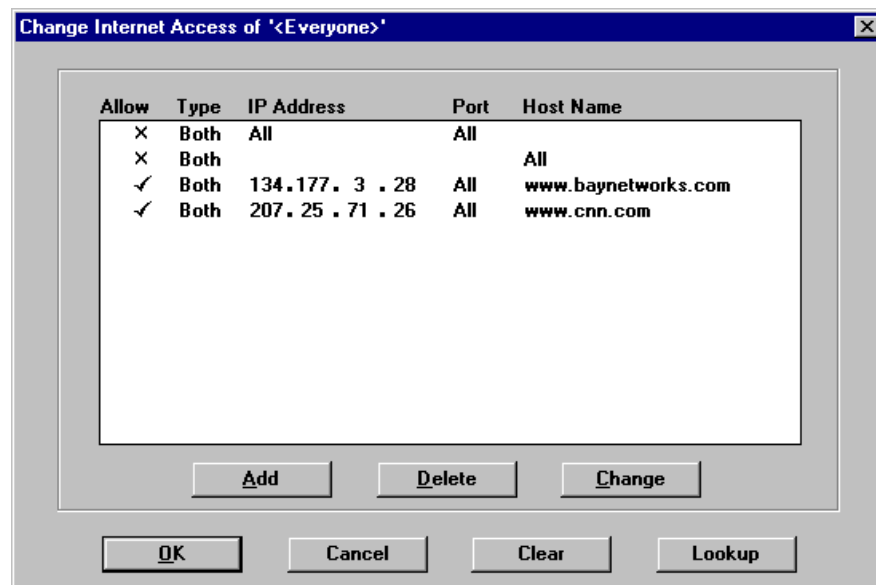 Change Internet Access of '<Everyone>'
Allow Type IP Address Port Host Name
Both All All
Both All
Both 134.177. 3 .28 All www.baynetworks.com
Both 207. 25 . 71 . 26 All www.cnn.com
Add Delete Change
OK Cancel Clear Lookup